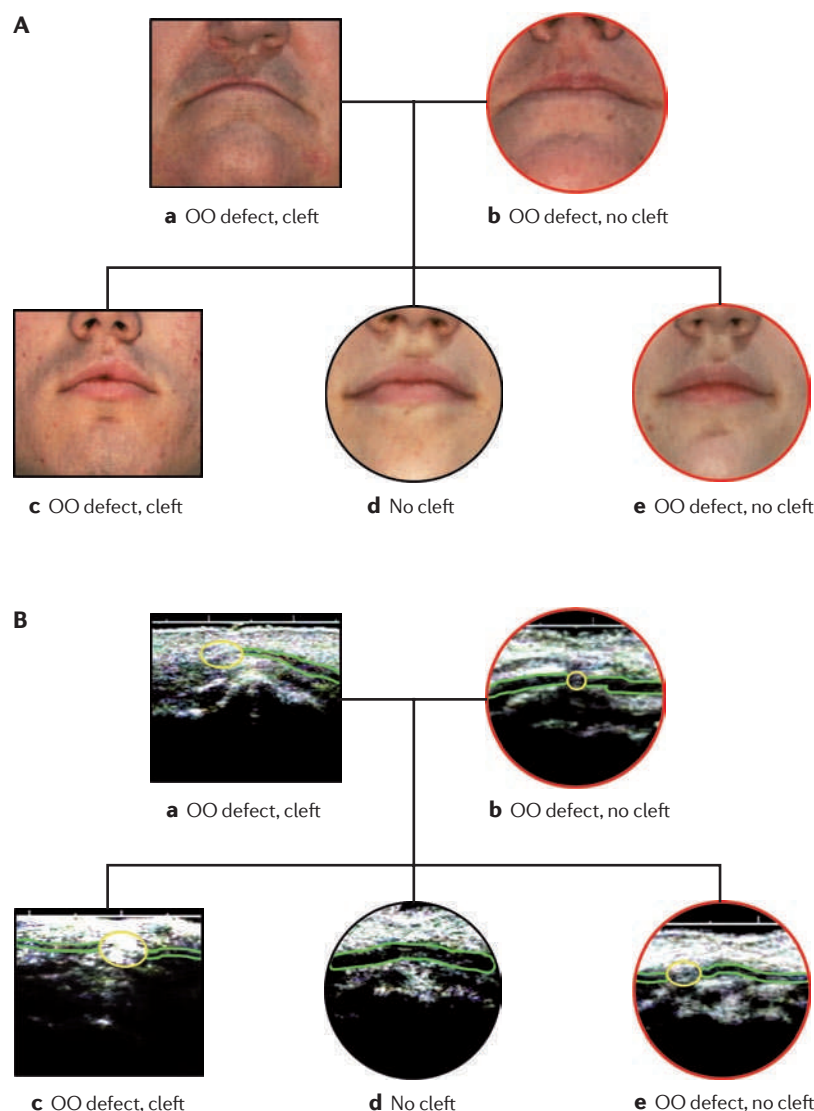 A
a OO defect, cleft
b OO defect, no cleft
c OO defect, cleft
d No cleft
e OO defect, no cleft
B
a OO defect, cleft
b OO defect, no cleft
c OO defect, cleft
d No cleft
e OO defect, no cleft